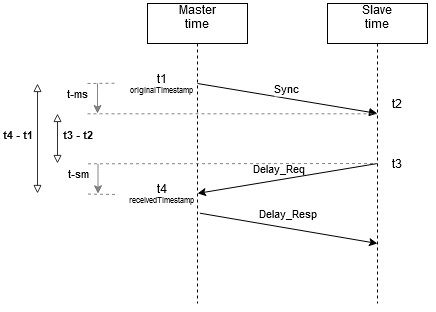 Master
time
Slave
time
t1
originalTimestamp
Sync
t-ms
t2
t4 - t1
t3 - t2
t-sm
Delay_Req
t3
t4
receivedTimestamp
Delay_Resp